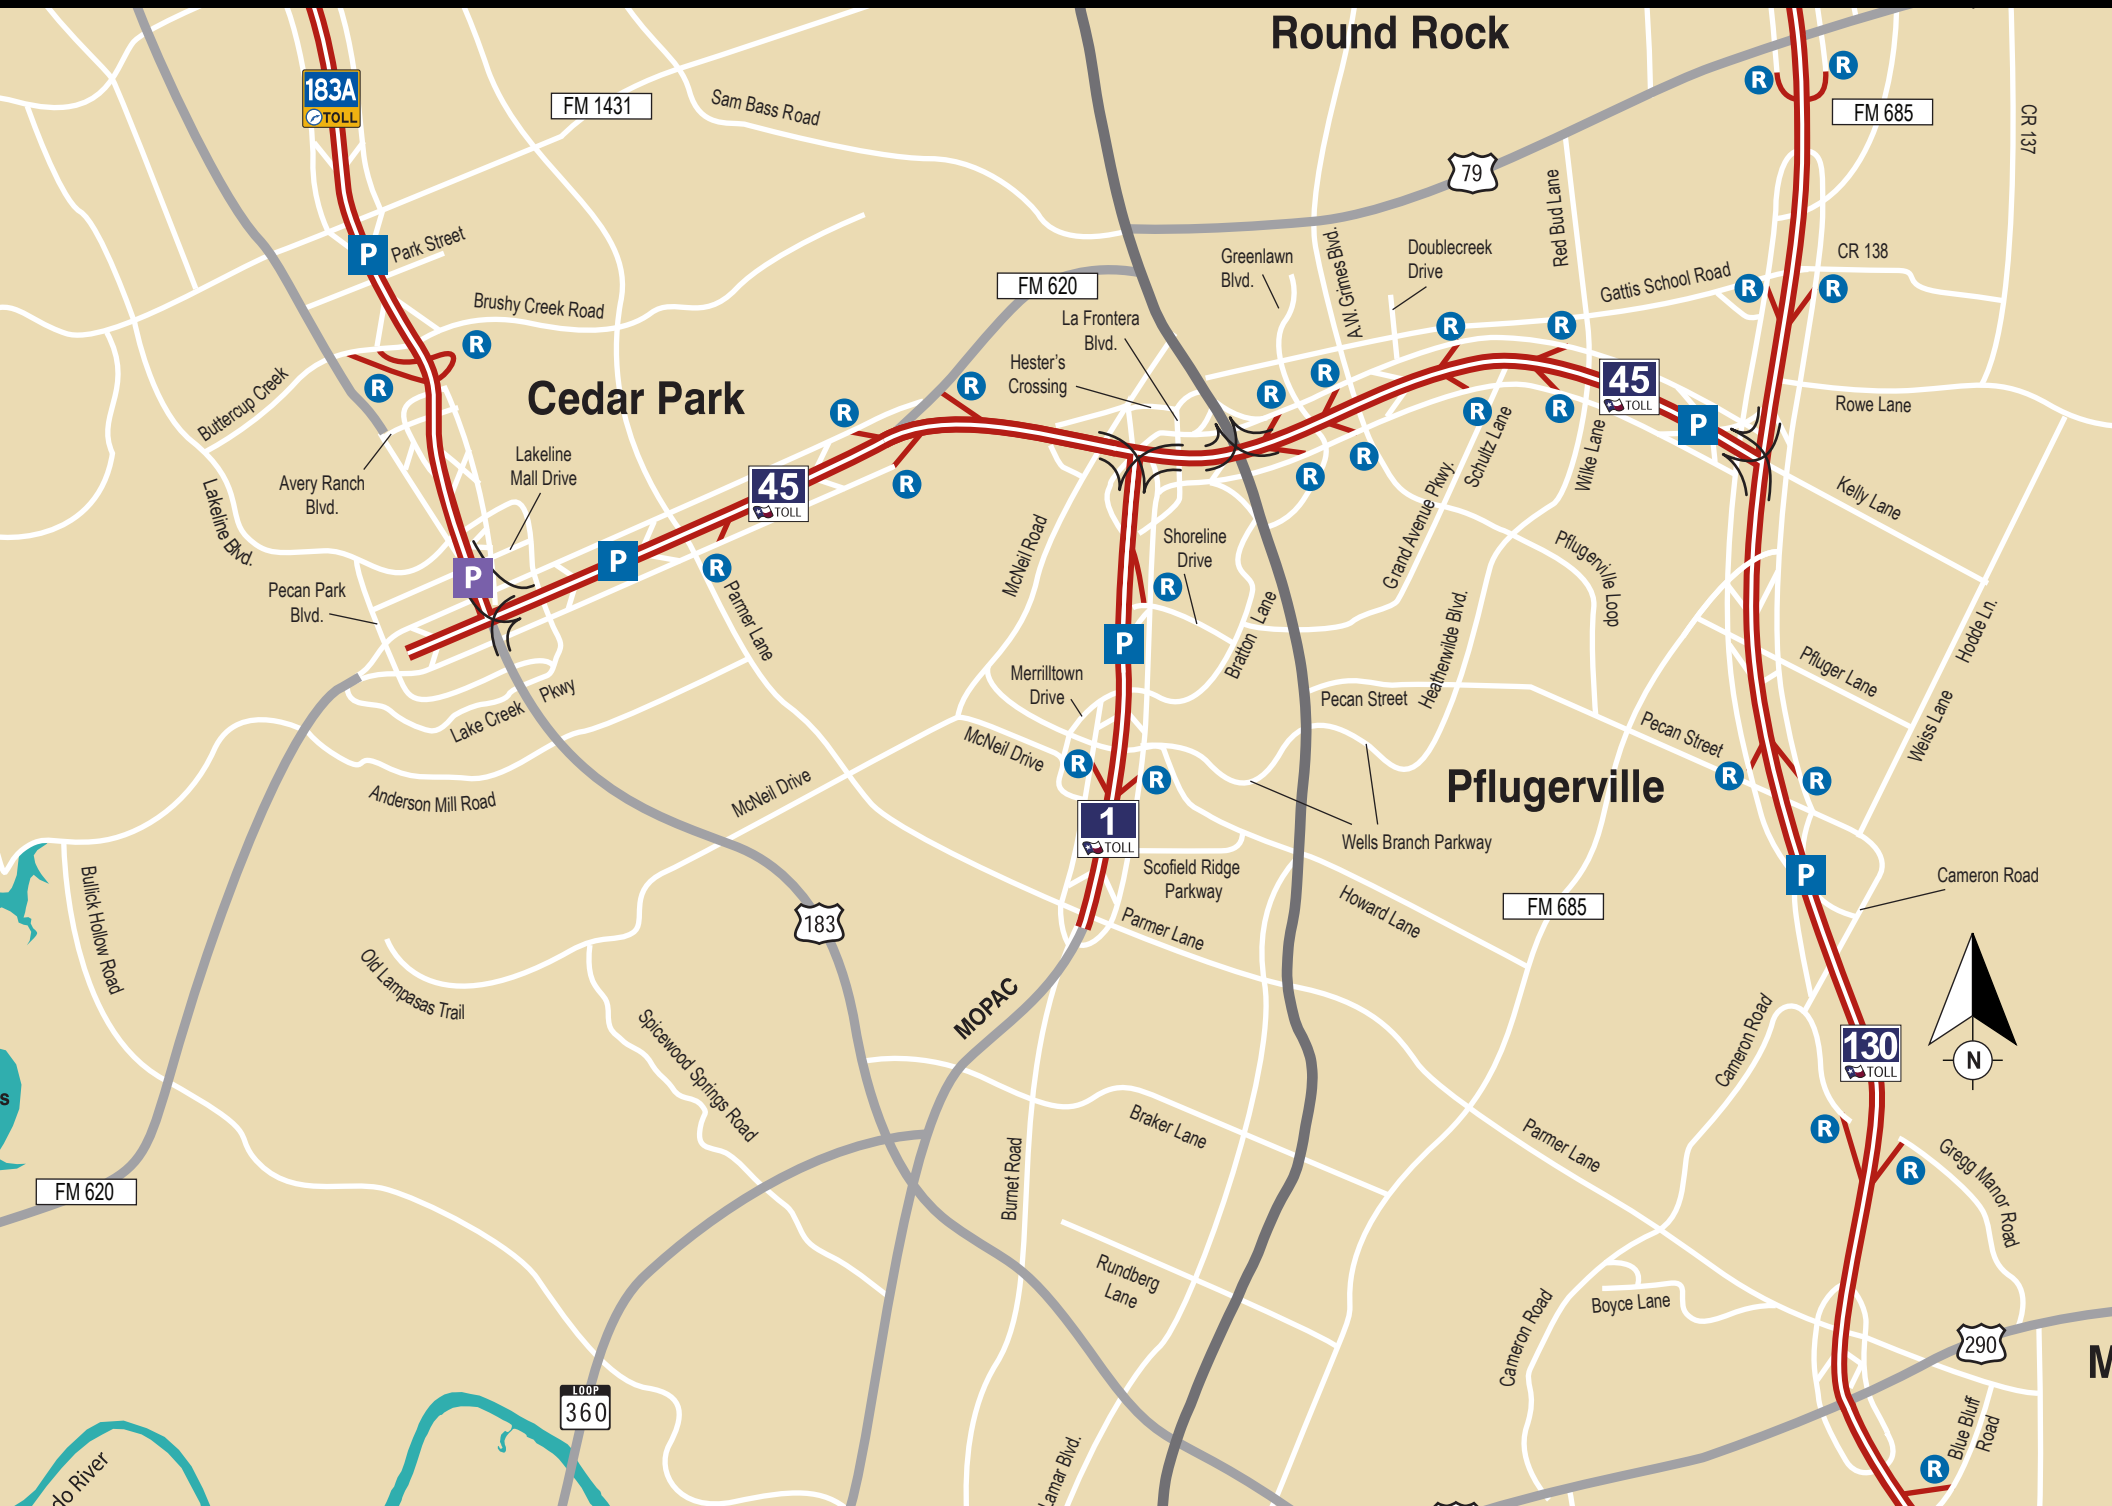 Round Rock
183A
TOLL
FM 1431
Sam Bass Road
R
R
FM 685
CR 137
79
Red Bud Lane
Park Street
P
Greenlawn
Blvd.
A.W. Grimes Blvd.
Doublecreek
Drive
CR 138
Gattis School Road
R
R
FM 620
Brushy Creek Road
La Frontera
Blvd.
R
R
R
R
Hester's
Crossing
Buttercup Creek
Cedar Park
R
R
R
R
45
TOLL
R
R
Rowe Lane
P
Schultz Lane
Wilke Lane
Avery Ranch
Blvd.
Lakeline
Mall Drive
45
TOLL
R
R
R
Grand Avenue Pkwy.
Kelly Lane
Lakeline Blvd.
McNeil Road
Shoreline
Drive
Pflugerville Loop
P
P
R
R
Pecan Park
Blvd.
Parmer Lane
P
Bratton Lane
Heatherwilde Blvd.
Hodde Ln.
Pfluger Lane
Merrilltown
Drive
Pecan Street
Lake Creek Pkwy
Pecan Street
Weiss Lane
McNeil Drive
R
R
R
R
Pflugerville
Anderson Mill Road
McNeil Drive
1
TOLL
Wells Branch Parkway
Scofield Ridge
Parkway
P
Cameron Road
Bullick Hollow Road
183
Parmer Lane
Howard Lane
FM 685
Old Lampasas Trail
MOPAC
Spicewood Springs Road
Cameron Road
130
TOLL
N
s
Braker Lane
Parmer Lane
R
R
Gregg Manor Road
FM 620
Burnet Road
Rundberg
Lane
Boyce Lane
Cameron Road
290
M
LOOP
360
Blue Bluff
Road
Lamar Blvd.
R
do River